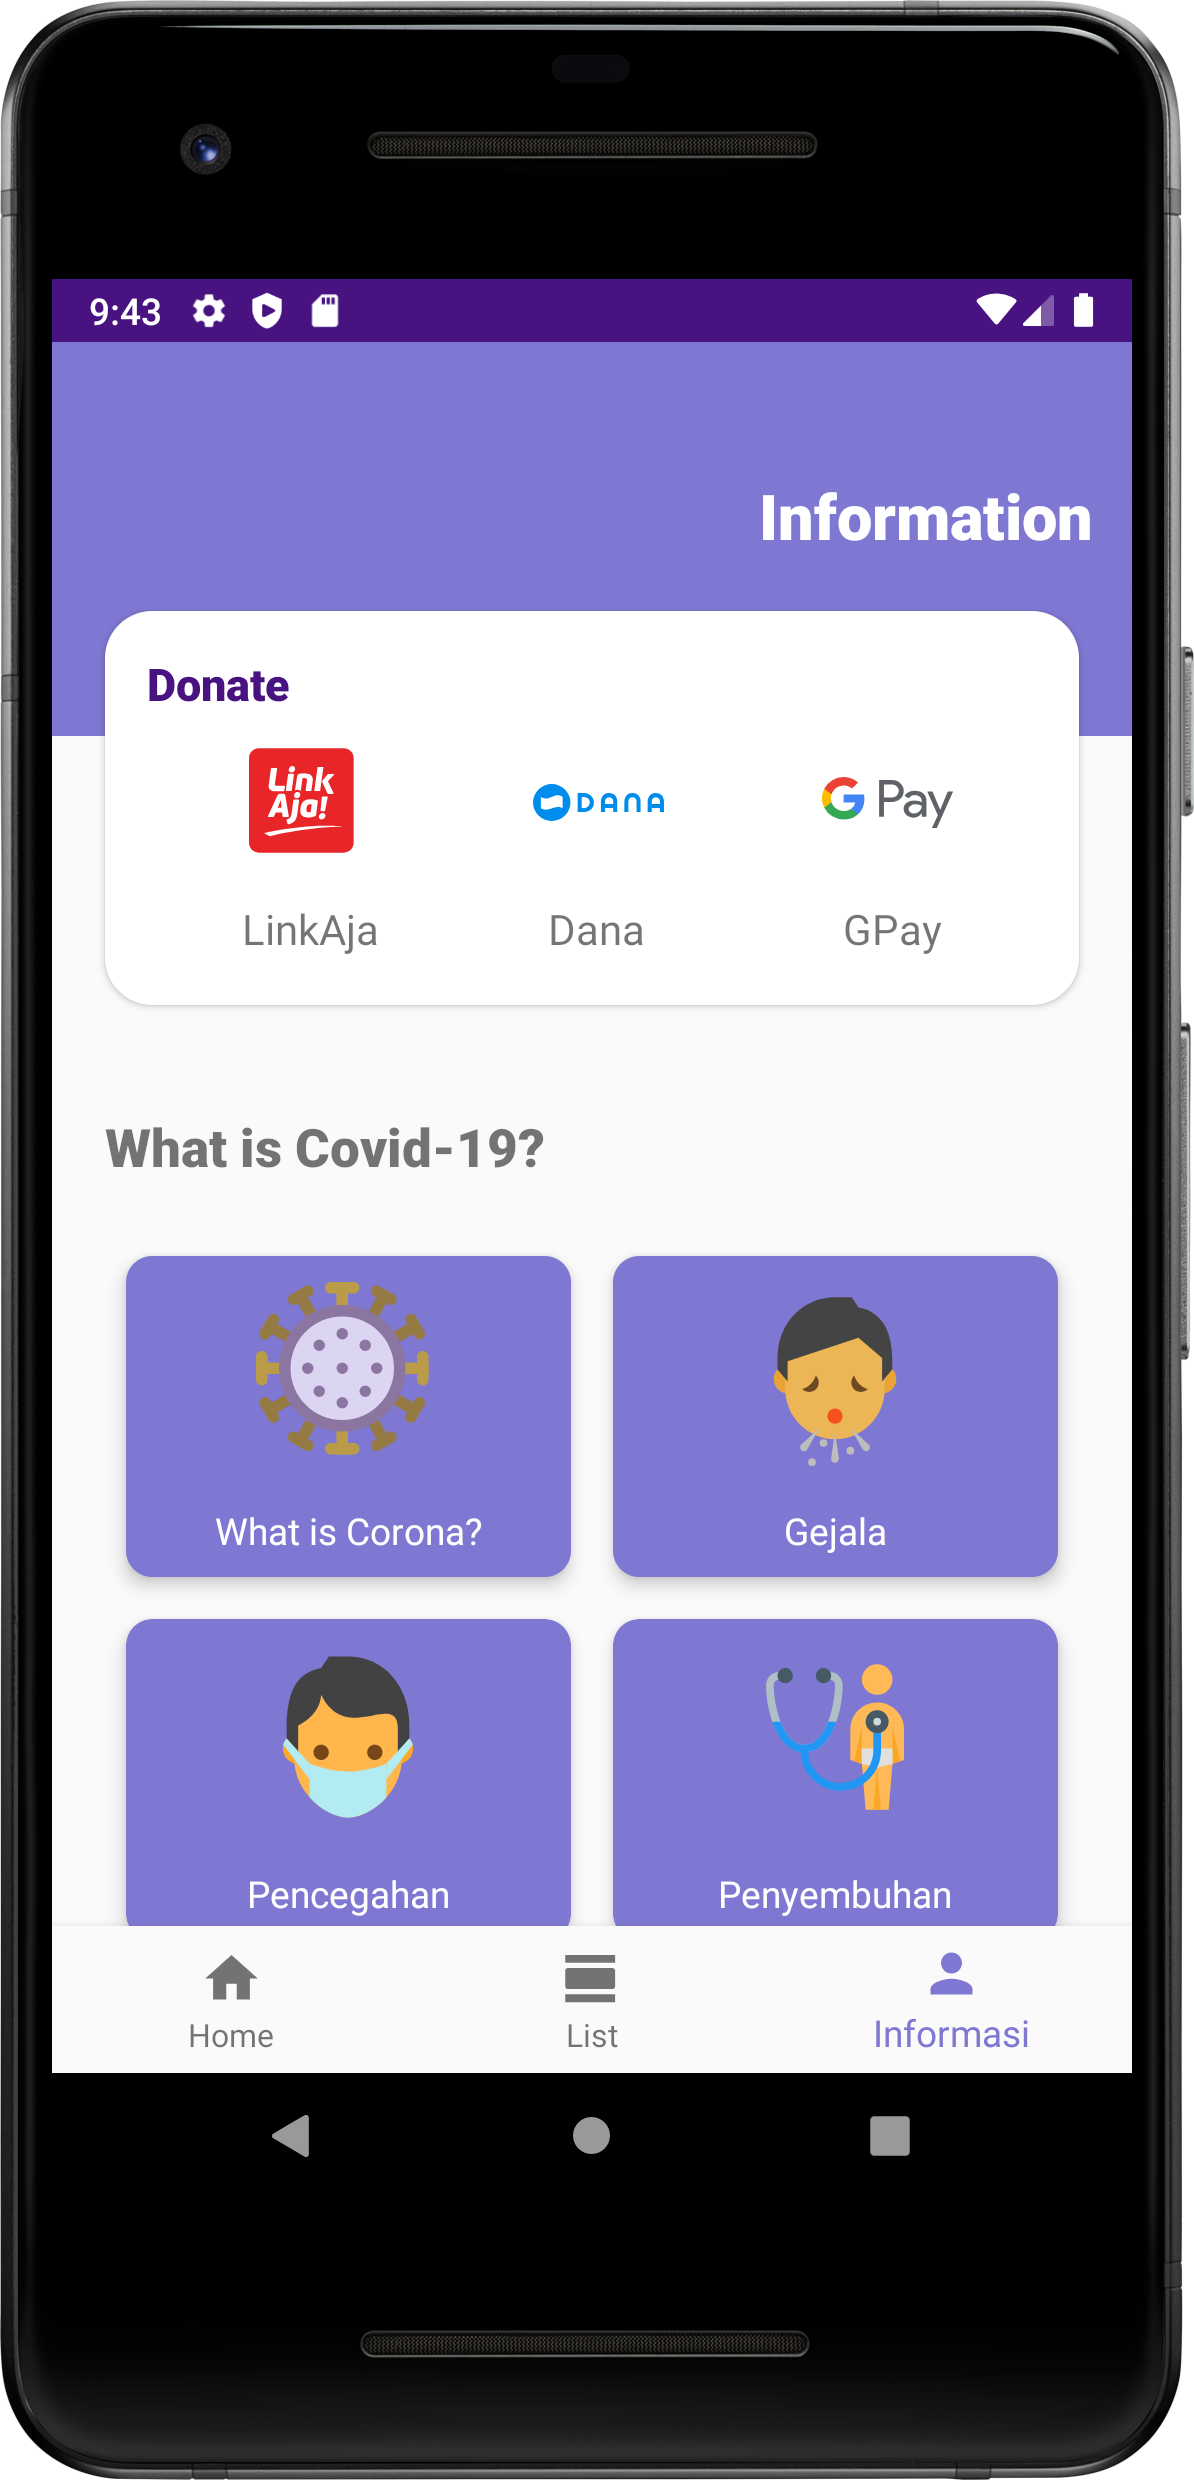 9:43
Information
Donate
Link Aja!
DANA
G Pay
LinkAja
Dana
GPay
What is Covid-19?
What is Corona?
Gejala
Pencegahan
Penyembuhan
Home
List
Informasi